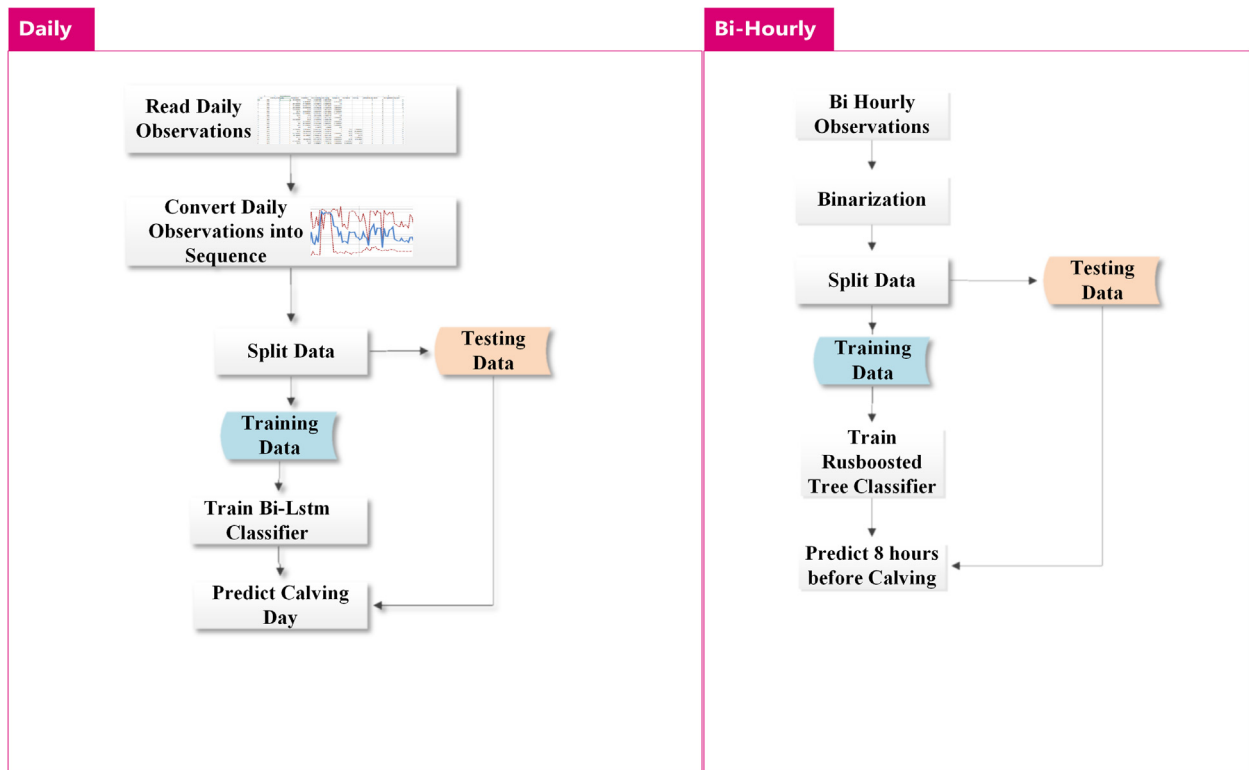 Daily
Read Daily
Observations
Convert Daily
Observations into
Sequence
Split Data
Testing
Data
Training
Data
Train Bi-Lstm
Classifier
Predict Calving
Day
Bi-Hourly
Bi Hourly
Observations
Binarization
Split Data
Testing
Data
Training
Data
Train
Rusboosted
Tree Classifier
Predict 8 hours
before Calving